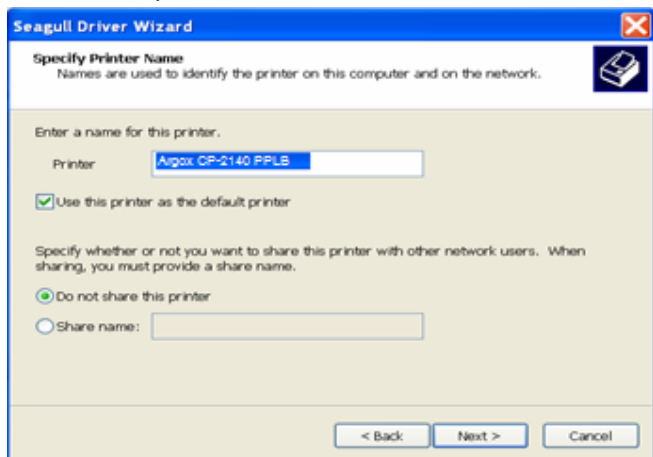 Seagull Driver Wizard
Specify Printer Name
Names are used to identify the printer on this computer and on the network.
Enter a name for this printer.
Printer
Argox CP-2140 PPLB
Use this printer as the default printer
Specify whether or not you want to share this printer with other network users. When
sharing, you must provide a share name.
Do not share this printer
Share name:
< Back
Next >
Cancel